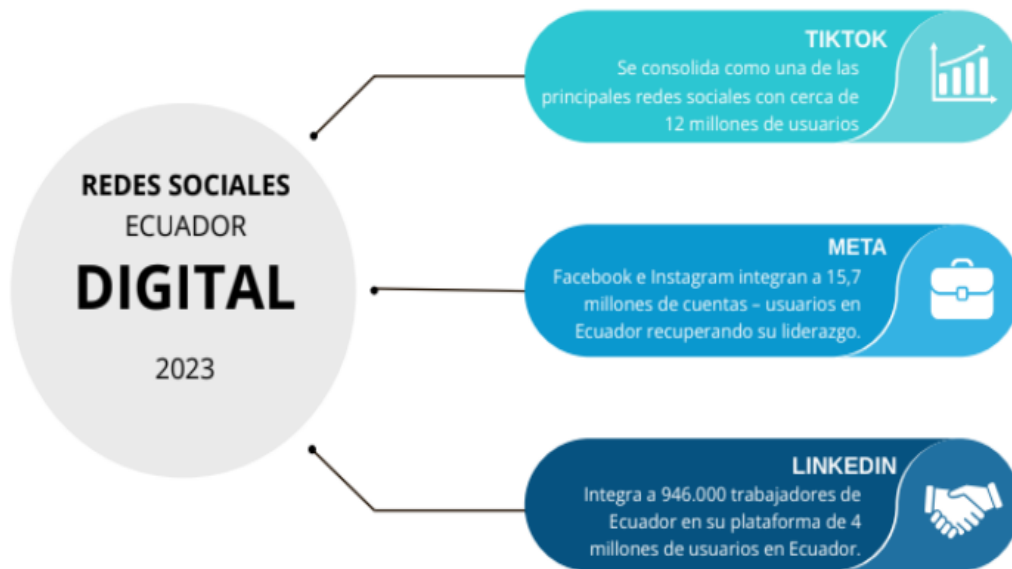 REDES SOCIALES
ECUADOR
DIGITAL
2023
TIKTOK
Se consolida como una de las
principales redes sociales con cerca de
12 millones de usuarios
META
Facebook e Instagram integran a 15,7
millones de cuentas – usuarios en
Ecuador recuperando su liderazgo.
LINKEDIN
Integra a 946.000 trabajadores de
Ecuador en su plataforma de 4
millones de usuarios en Ecuador.